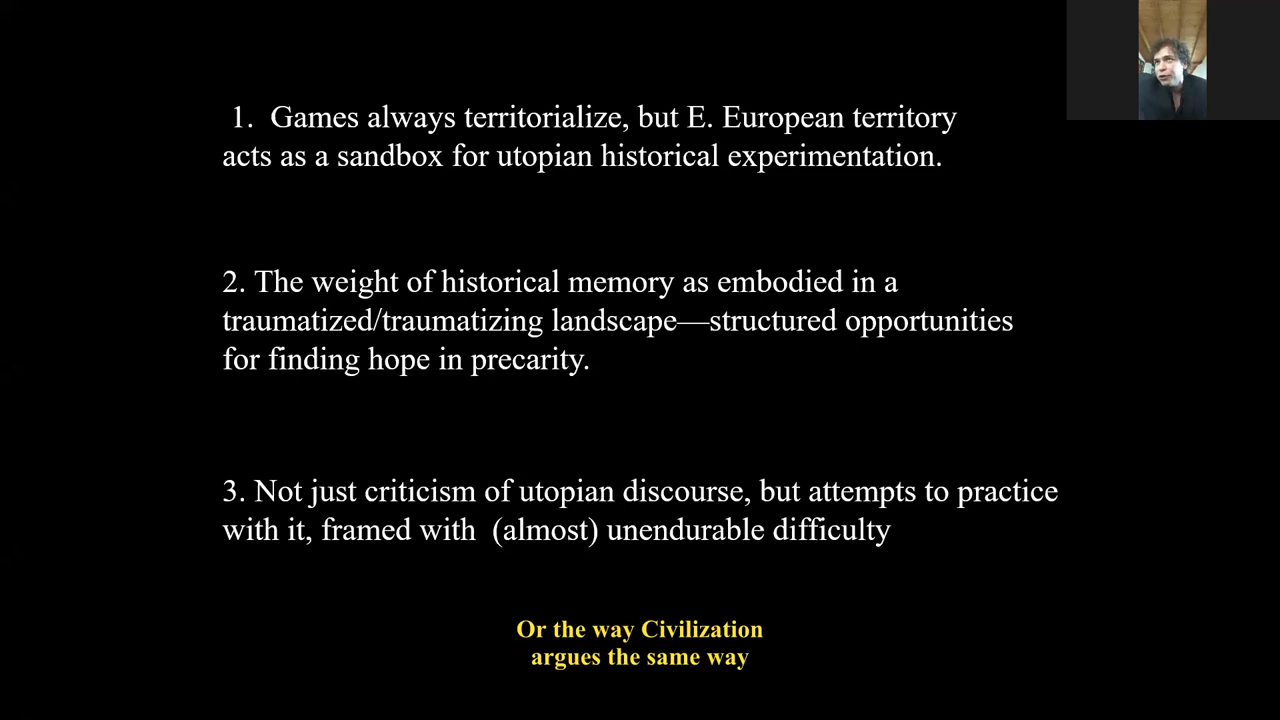 1.  Games always territorialize, but E. European territory
acts as a sandbox for utopian historical experimentation.
2. The weight of historical memory as embodied in a
traumatized/traumatizing landscape—structured opportunities
for finding hope in precarity.
3. Not just criticism of utopian discourse, but attempts to practice
with it, framed with  (almost) unendurable difficulty
Or the way Civilization
argues the same way